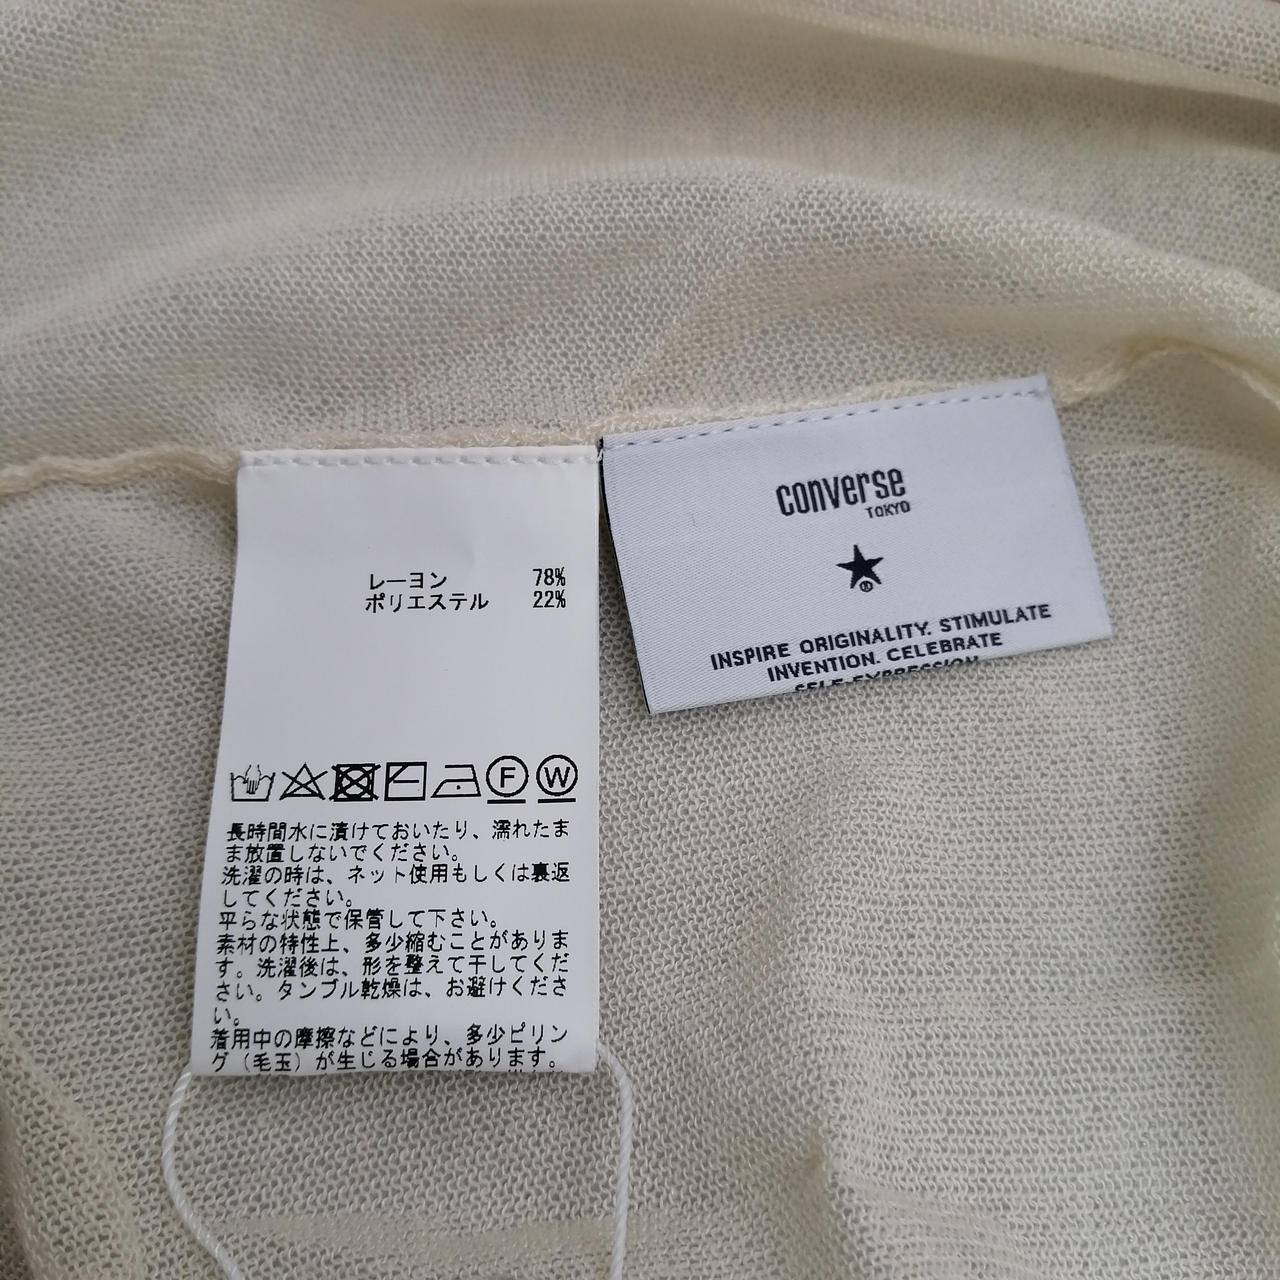 レーヨン 78%
ポリエステル 22%
F W
長時間水に漬けておいたり、濡れたま
ま放置しないでください。
洗濯の時は、ネット使用もしくは裏返
してください。
平らな状態で保管して下さい。
素材の特性上、多少縮むことがありま
す。洗濯後は、形を整えて干してくだ
さい。タンブル乾燥は、お避けくださ
い。
着用中の摩擦などにより、多少ピリン
グ（毛玉）が生じる場合があります。
converse
TOKYO
®
INSPIRE ORIGINALITY. STIMULATE
INVENTION. CELEBRATE
SELF-EXPRESSION